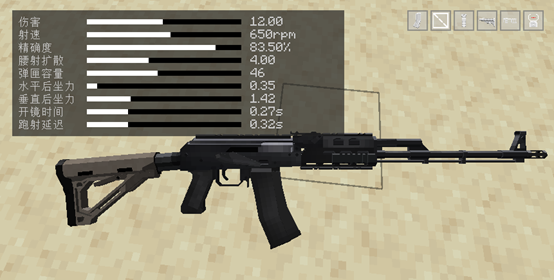 伤害 12.00
射速 650rpm
精确度 83.50%
腰射扩散 4.00
弹匣容量 46
水平后坐力 0.35
垂直后坐力 1.42
开镜时间 0.27s
跑射延迟 0.32s